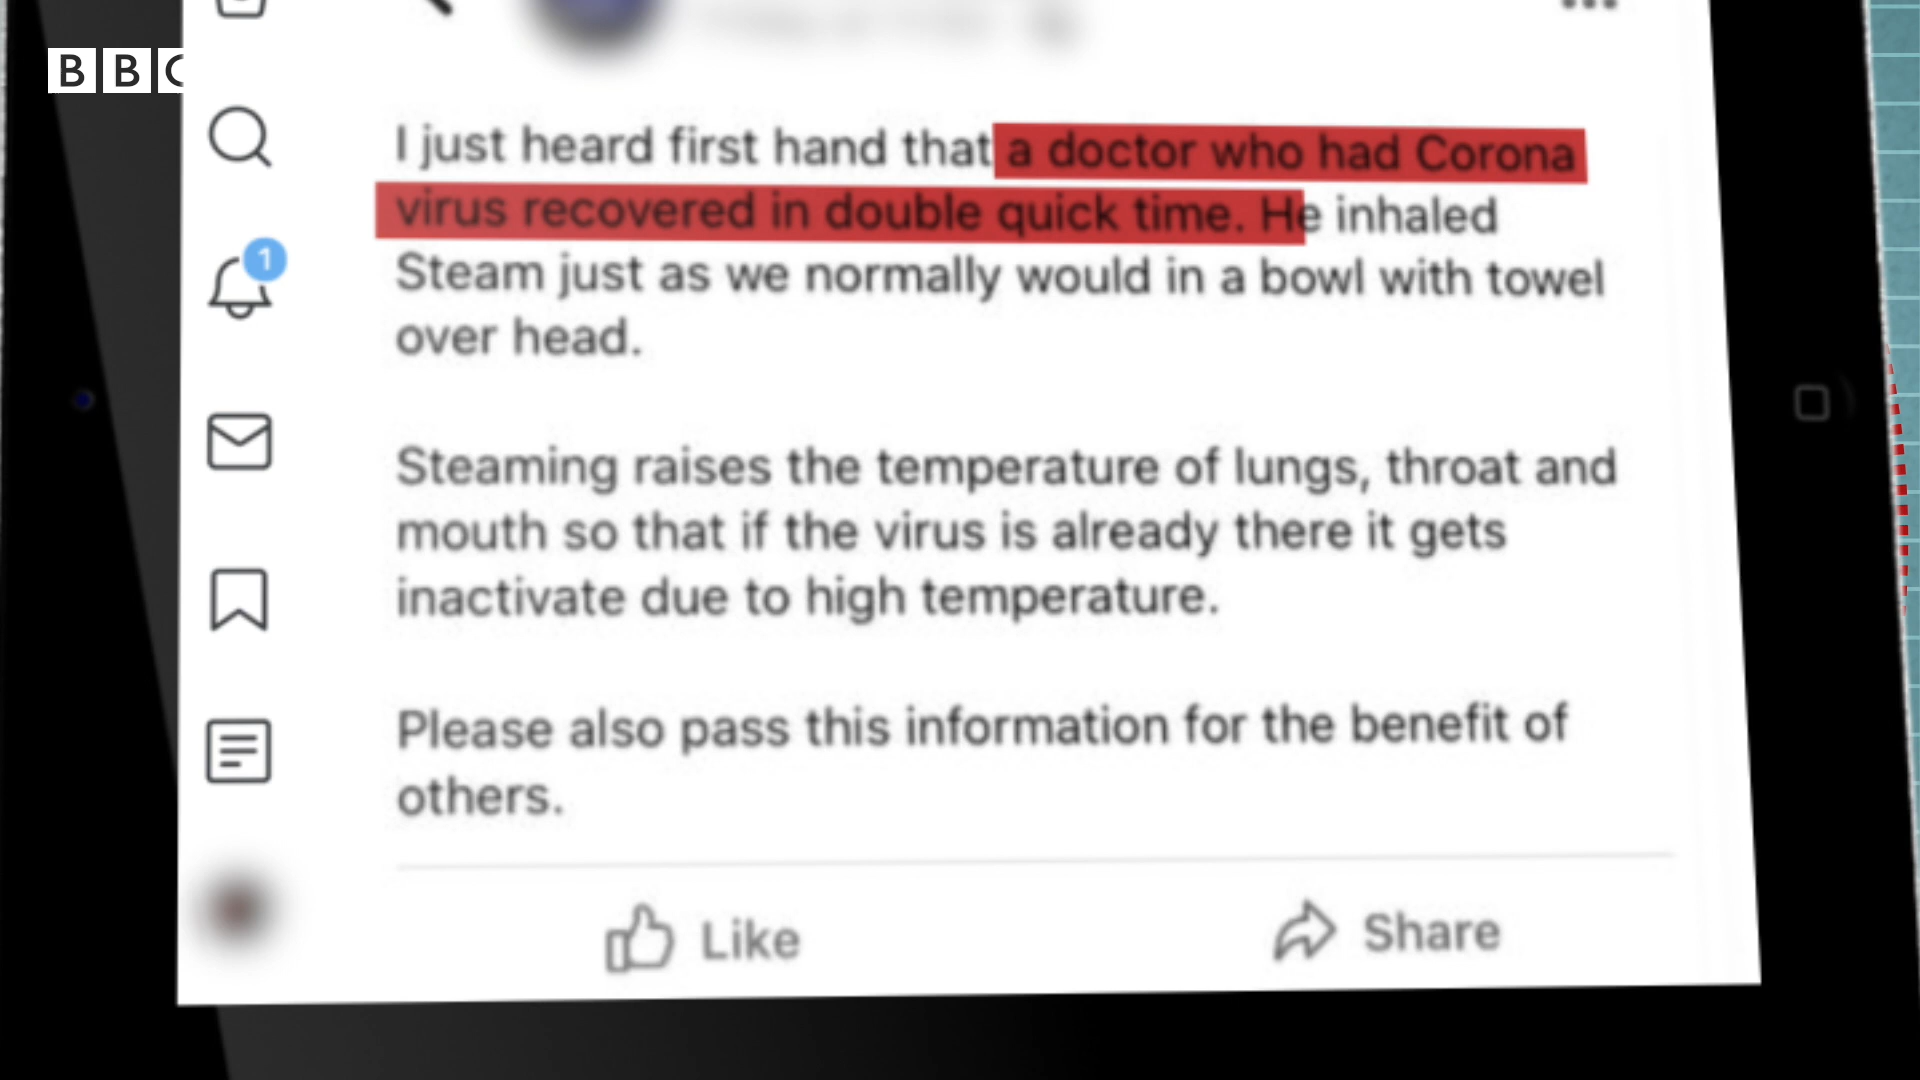 BBC
I just heard first hand that a doctor who had Corona
virus recovered in double quick time. He inhaled
Steam just as we normally would in a bowl with towel
over head.
1
Steaming raises the temperature of lungs, throat and
mouth so that if the virus is already there it gets
inactivate due to high temperature.
Please also pass this information for the benefit of
others.
Like
Share